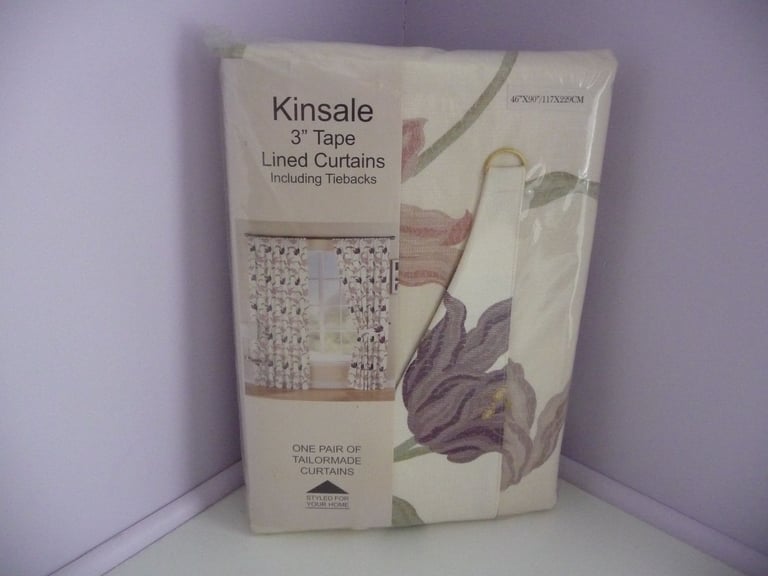 Kinsale
3” Tape
Lined Curtains
Including Tiebacks
46”X90”/117X229CM
ONE PAIR OF
TAILORMADE
CURTAINS
STYLED FOR
YOUR HOME